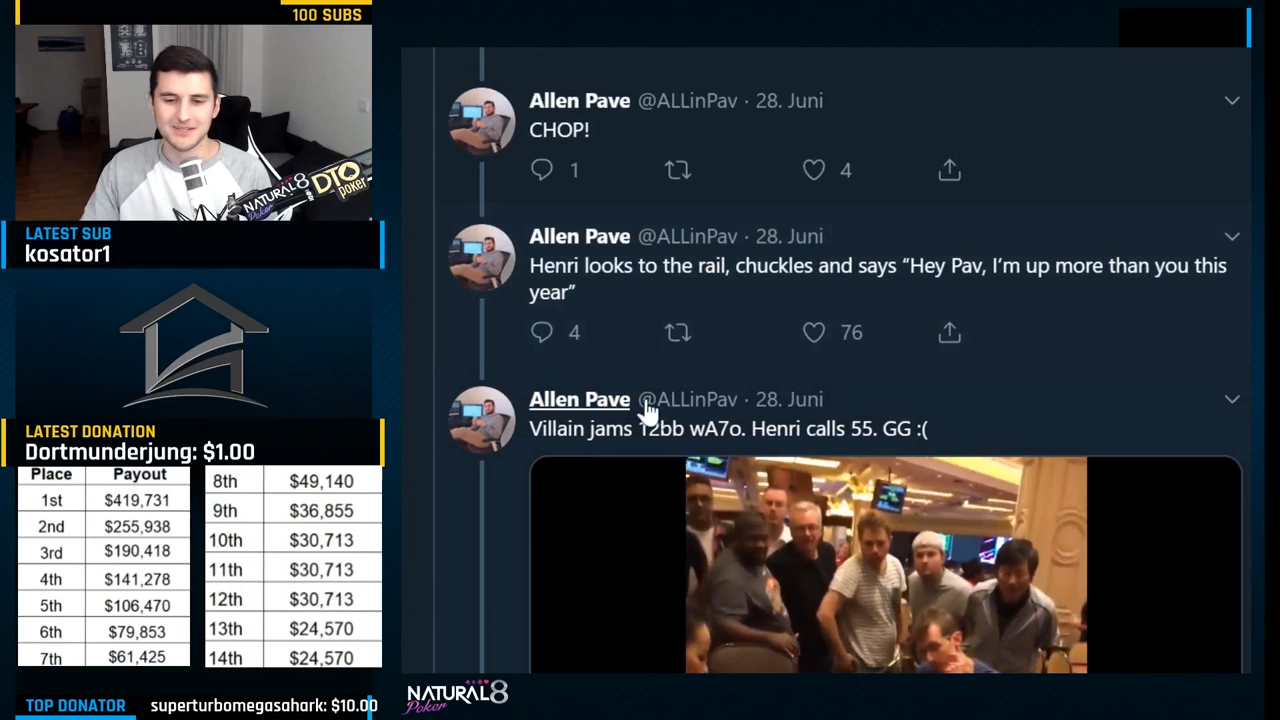 100 SUBS
NATURAL8
Poker
DTO
poker
LATEST SUB
kosator1
LATEST DONATION
Dortmunderjung: $1.00
Place Payout
1st $419,731
2nd $255,938
3rd $190,418
4th $141,278
5th $106,470
6th $79,853
7th $61,425
8th $49,140
9th $36,855
10th $30,713
11th $30,713
12th $30,713
13th $24,570
14th $24,570
TOP DONATOR superturbomegasahark: $10.00
Allen Pave @ALLinPav · 28. Juni
CHOP!
1 4
Allen Pave @ALLinPav · 28. Juni
Henri looks to the rail, chuckles and says “Hey Pav, I’m up more than you this
year”
4 76
Allen Pave @ALLinPav · 28. Juni
Villain jams 12bb wA7o. Henri calls 55. GG :(
NATURAL8
Poker